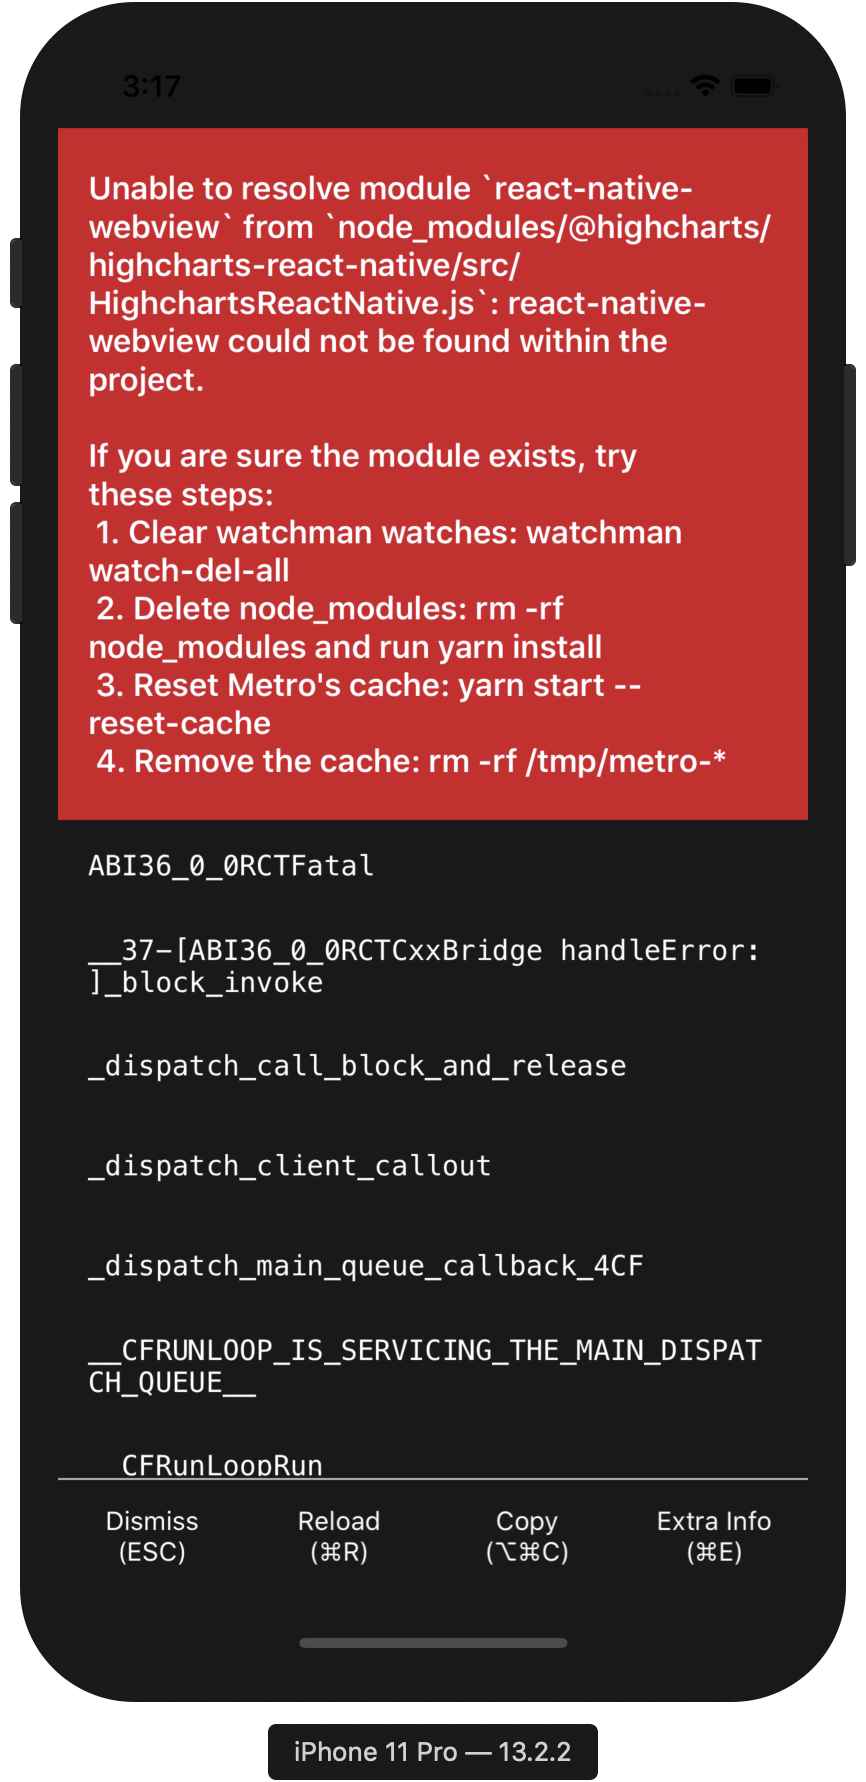 3:17
Unable to resolve module `react-native-
webview` from `node_modules/@highcharts/
highcharts-react-native/src/
HighchartsReactNative.js`: react-native-
webview could not be found within the
project.
If you are sure the module exists, try
these steps:
1. Clear watchman watches: watchman
watch-del-all
2. Delete node_modules: rm -rf
node_modules and run yarn install
3. Reset Metro's cache: yarn start --
reset-cache
4. Remove the cache: rm -rf /tmp/metro-*
ABI36_0_0RCTFatal
__37-[ABI36_0_0RCTCxxBridge handleError:
]_block_invoke
_dispatch_call_block_and_release
_dispatch_client_callout
_dispatch_main_queue_callback_4CF
__CFRUNLOOP_IS_SERVICING_THE_MAIN_DISPAT
CH_QUEUE__
CFRunLoopRun
Dismiss
(ESC)
Reload
(⌘R)
Copy
(⌥⌘C)
Extra Info
(⌘E)
iPhone 11 Pro — 13.2.2